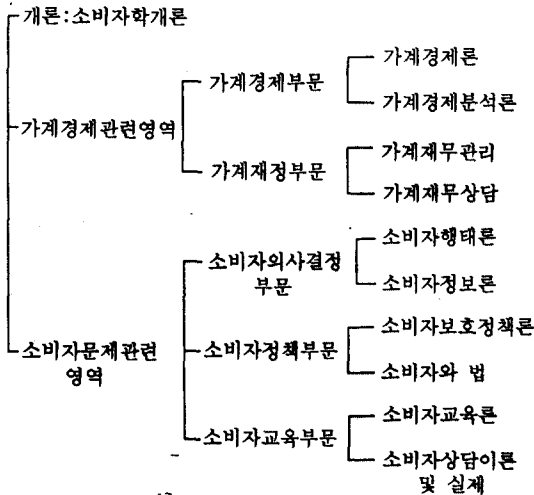 개론:소비자학개론
가계경제관련영역
가계경제부문
가계경제론
가계경제분석론
가계재정부문
가계재무관리
가계재무상담
소비자문제관련
영역
소비자의사결정
부문
소비자행태론
소비자정보론
소비자정책부문
소비자보호정책론
소비자와 법
소비자교육부문
소비자교육론
소비자상담이론
및 실제